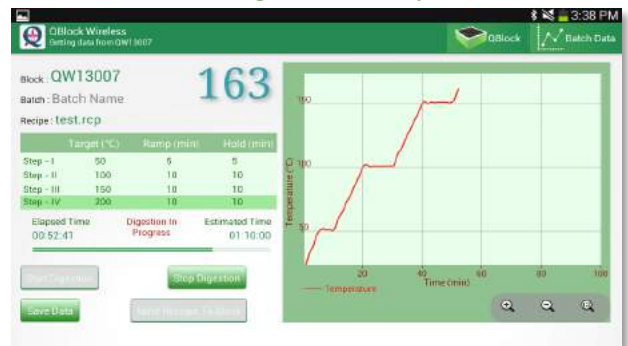 3:38 PM
QBlock Wireless
Getting data from QW13007
QBlock
Batch Data
Block : QW13007
Batch : Batch Name
Recipe : test.rcp
163
Target (°C) Ramp (min) Hold (min)
Step - I 50 5 5
Step - II 100 10 10
Step - III 150 10 10
Step - IV 200 10 10
Elapsed Time Digestion In Progress Estimated Time
00:52:41 01:10:00
Start Digestion Stop Digestion
Save Data
Temperature (°C)
150
100
50
20 40 60 80 100
Time (min)
Temperature